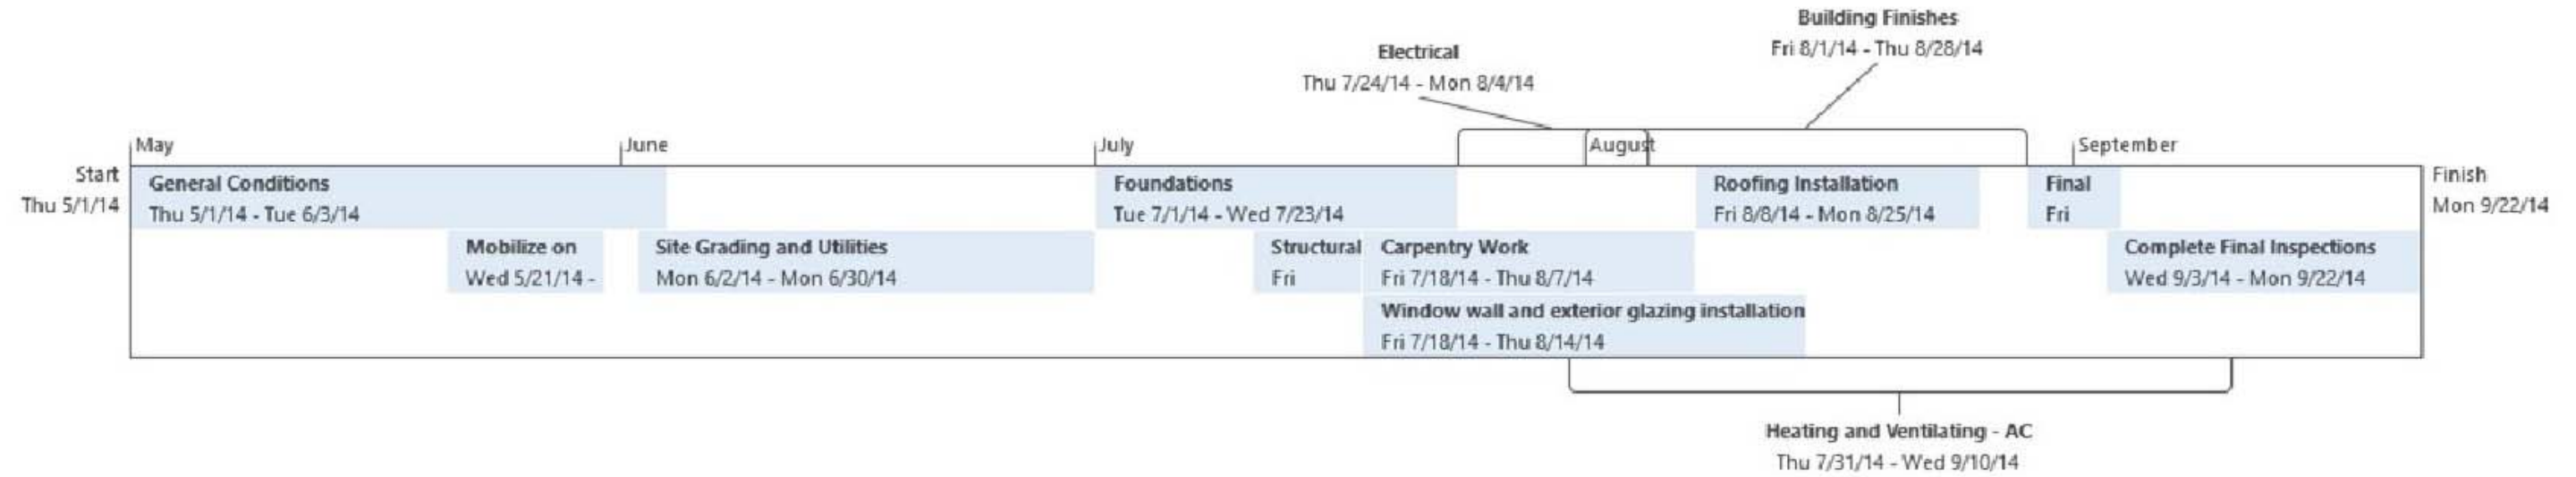 Building Finishes
Fri 8/1/14 - Thu 8/28/14
Electrical
Thu 7/24/14 - Mon 8/4/14
May
June
July
August
September
Start
Thu 5/1/14
General Conditions
Thu 5/1/14 - Tue 6/3/14
Foundations
Tue 7/1/14 - Wed 7/23/14
Roofing Installation
Fri 8/8/14 - Mon 8/25/14
Final
Fri
Finish
Mon 9/22/14
Mobilize on
Wed 5/21/14 -
Site Grading and Utilities
Mon 6/2/14 - Mon 6/30/14
Structural
Fri
Carpentry Work
Fri 7/18/14 - Thu 8/7/14
Complete Final Inspections
Wed 9/3/14 - Mon 9/22/14
Window wall and exterior glazing installation
Fri 7/18/14 - Thu 8/14/14
Heating and Ventilating - AC
Thu 7/31/14 - Wed 9/10/14